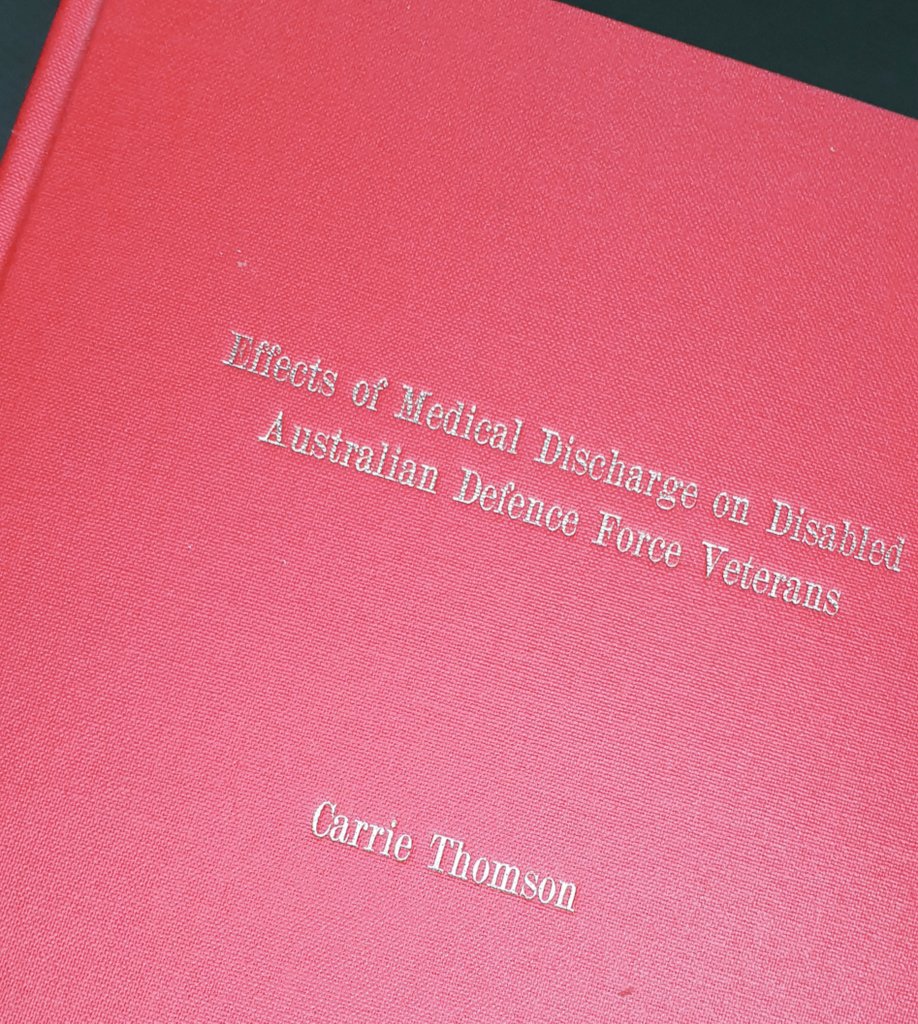 Effects of Medical Discharge on Disabled
Australian Defence Force Veterans
Carrie Thomson